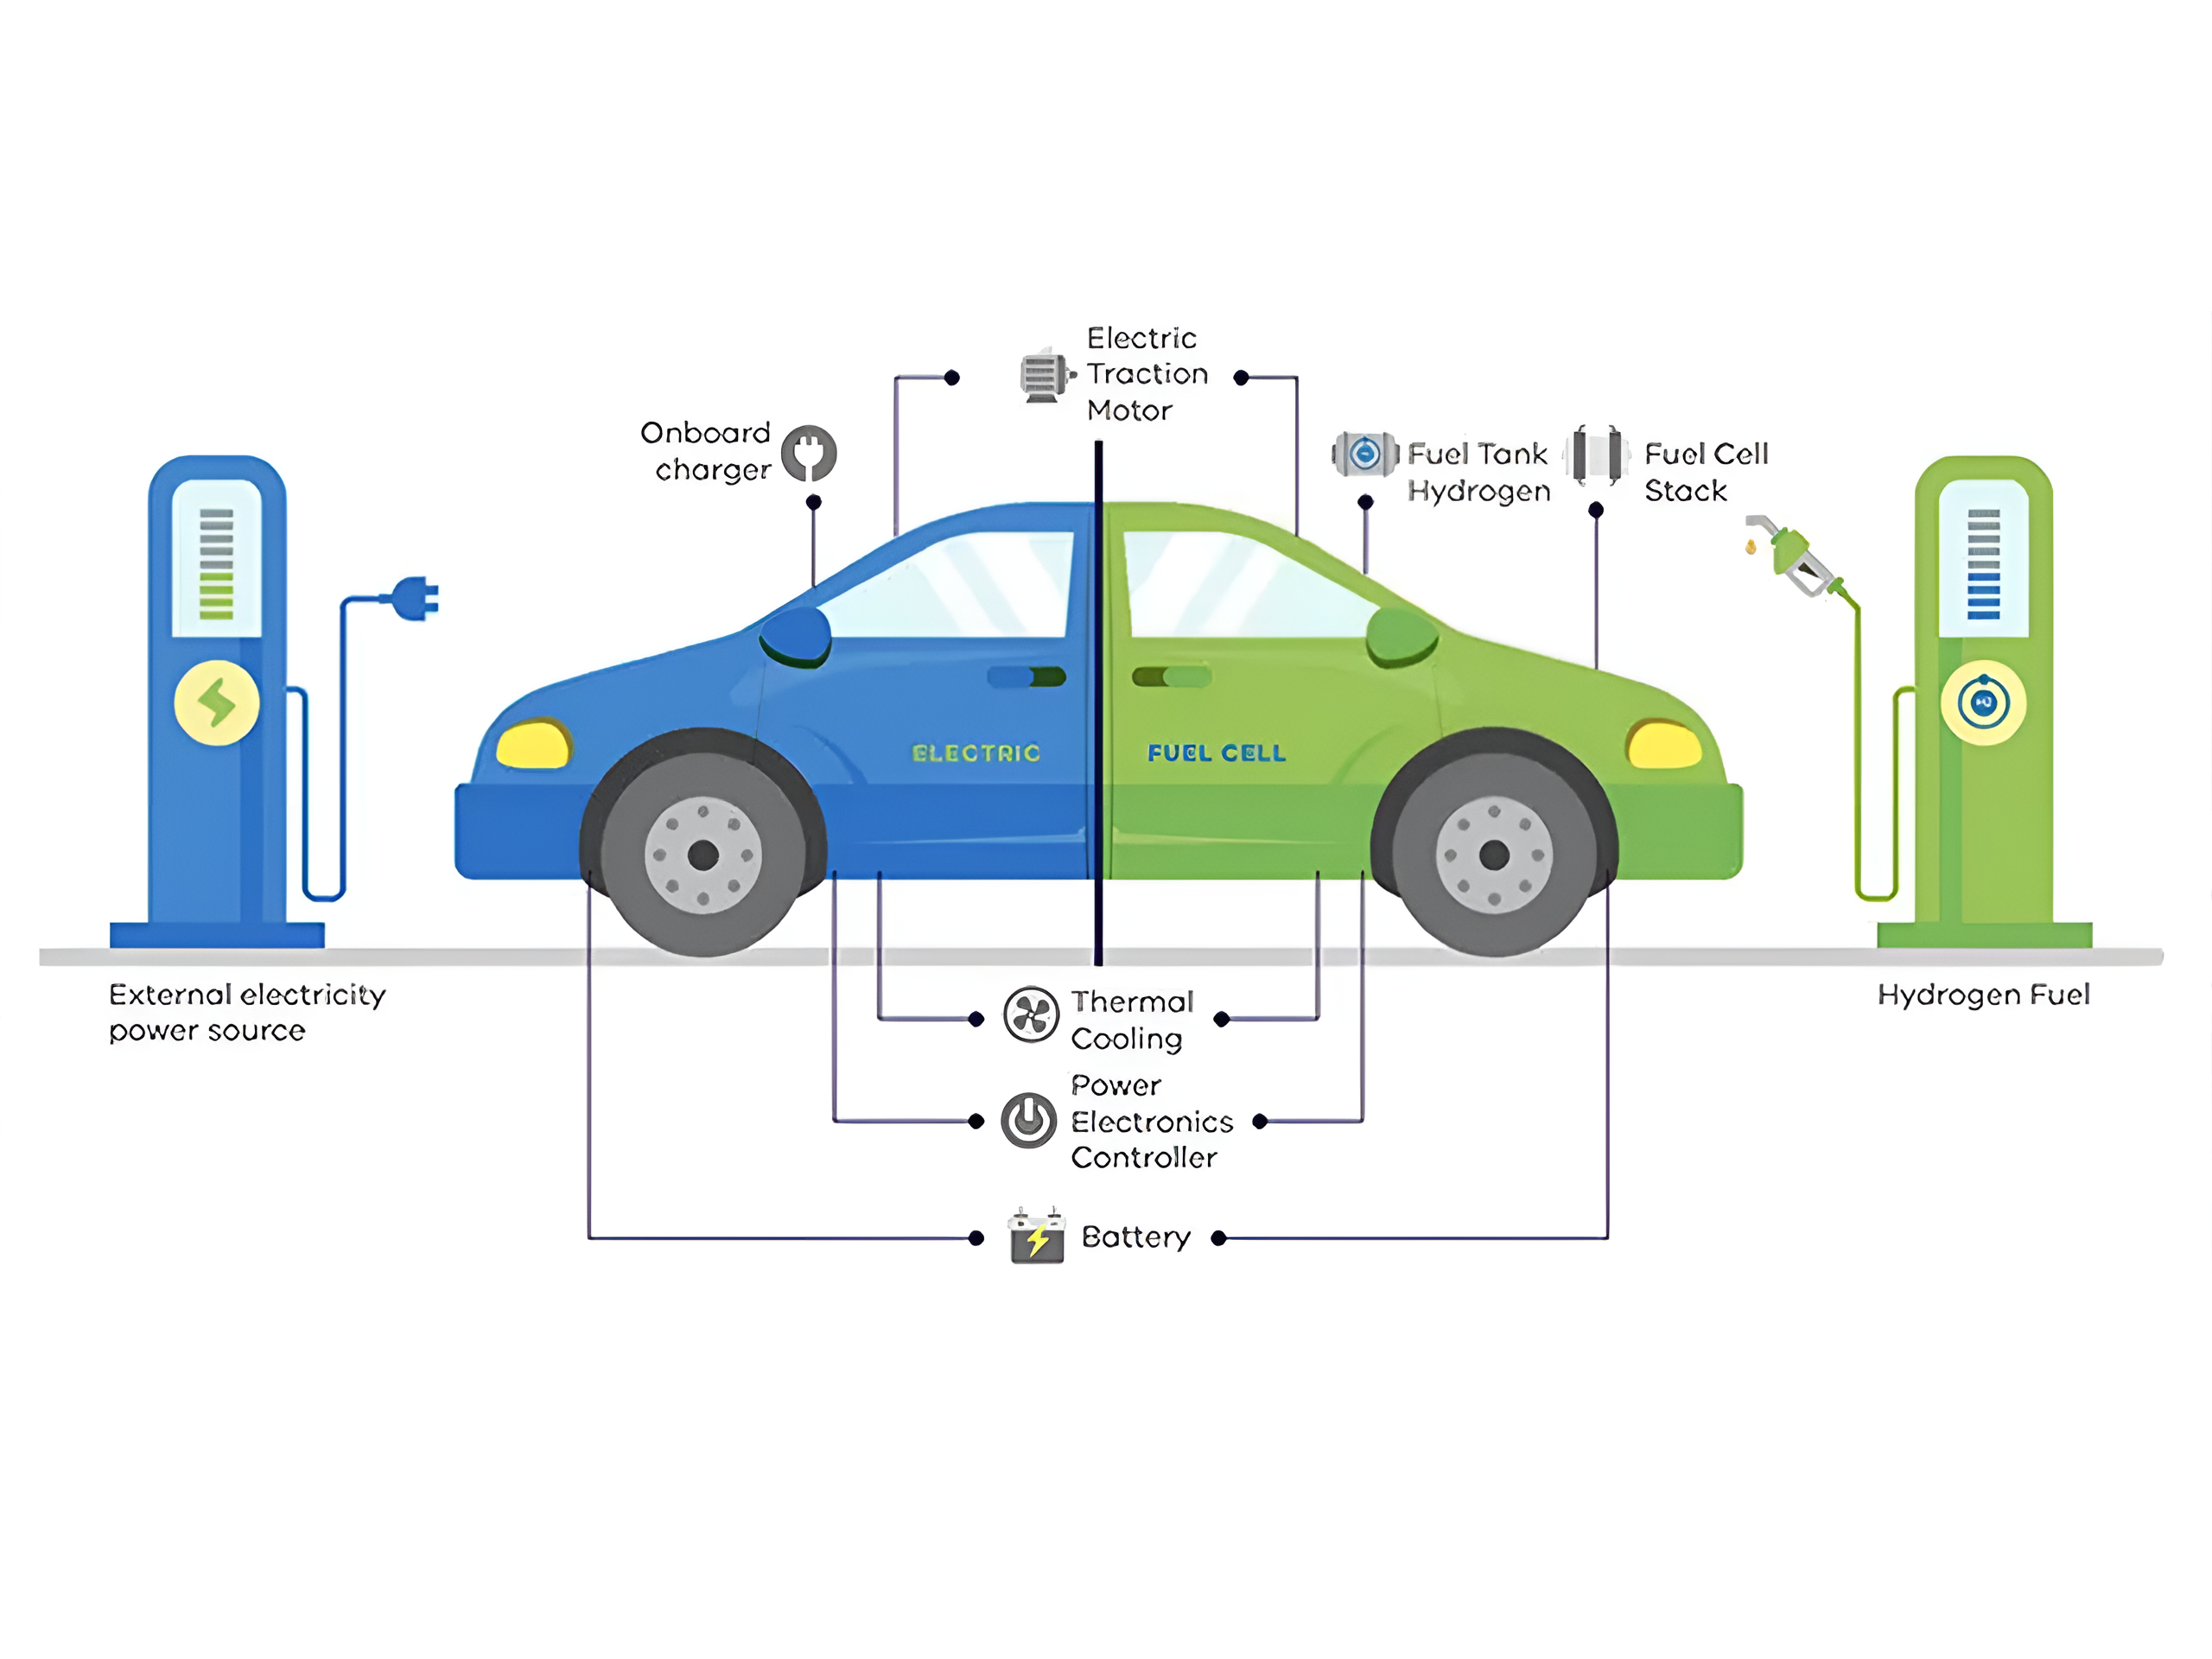 Electric
Traction
Motor
Onboard
charger
Fuel Tank
Hydrogen
Fuel Cell
Stack
ELECTRIC
FUEL CELL
External electricity
power source
Hydrogen Fuel
Thermal
Cooling
Power
Electronics
Controller
Battery